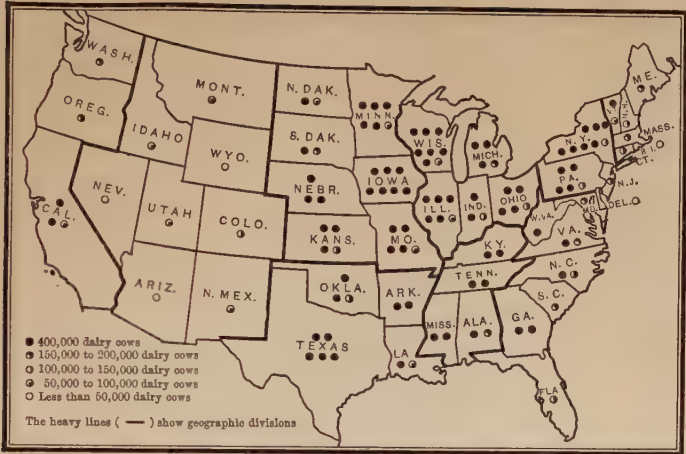 WASH.
MONT.
N. DAK.
MINN.
ME.
OREG.
IDAHO
S. DAK.
WIS.
MICH.
N.Y.
N.H.
MASS.
R.I.
CT.
WYO.
NEBR.
IOWA
PA.
N.J.
NEV.
UTAH
COLO.
ILL.
IND.
OHIO
W.VA.
MD.
DEL.
CAL.
KANS.
MO.
KY.
VA.
ARIZ.
N. MEX.
OKLA.
ARK.
TENN.
N.C.
S.C.
TEXAS
LA
MISS.
ALA.
GA.
FLA
400,000 dairy cows
150,000 to 200,000 dairy cows
100,000 to 150,000 dairy cows
50,000 to 100,000 dairy cows
Less than 50,000 dairy cows
The heavy lines ( — ) show geographic divisions